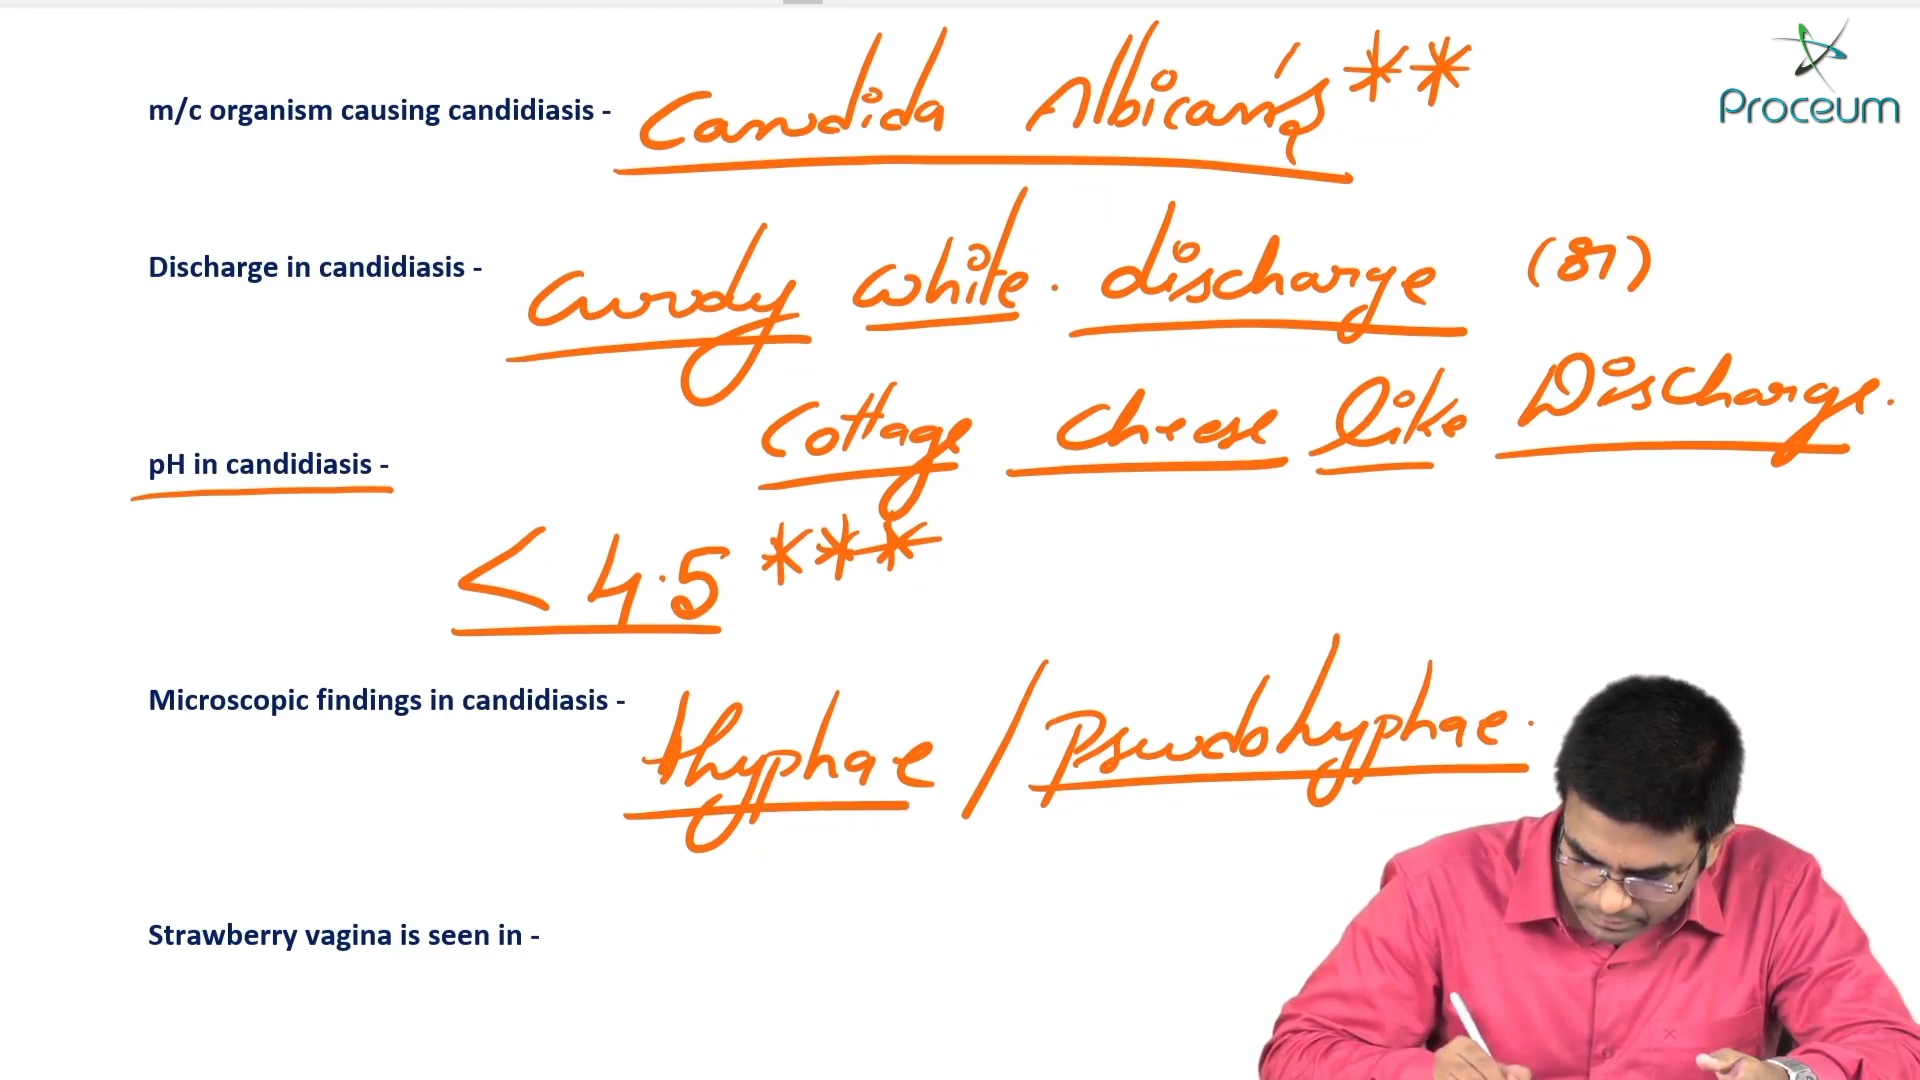 Proceum
m/c organism causing candidiasis - Candida Albicans **
Discharge in candidiasis - Curdy white discharge (or)
Cottage cheese like Discharge.
pH in candidiasis -
< 4.5 ***
Microscopic findings in candidiasis - Hyphae / Pseudohyphae.
Strawberry vagina is seen in -